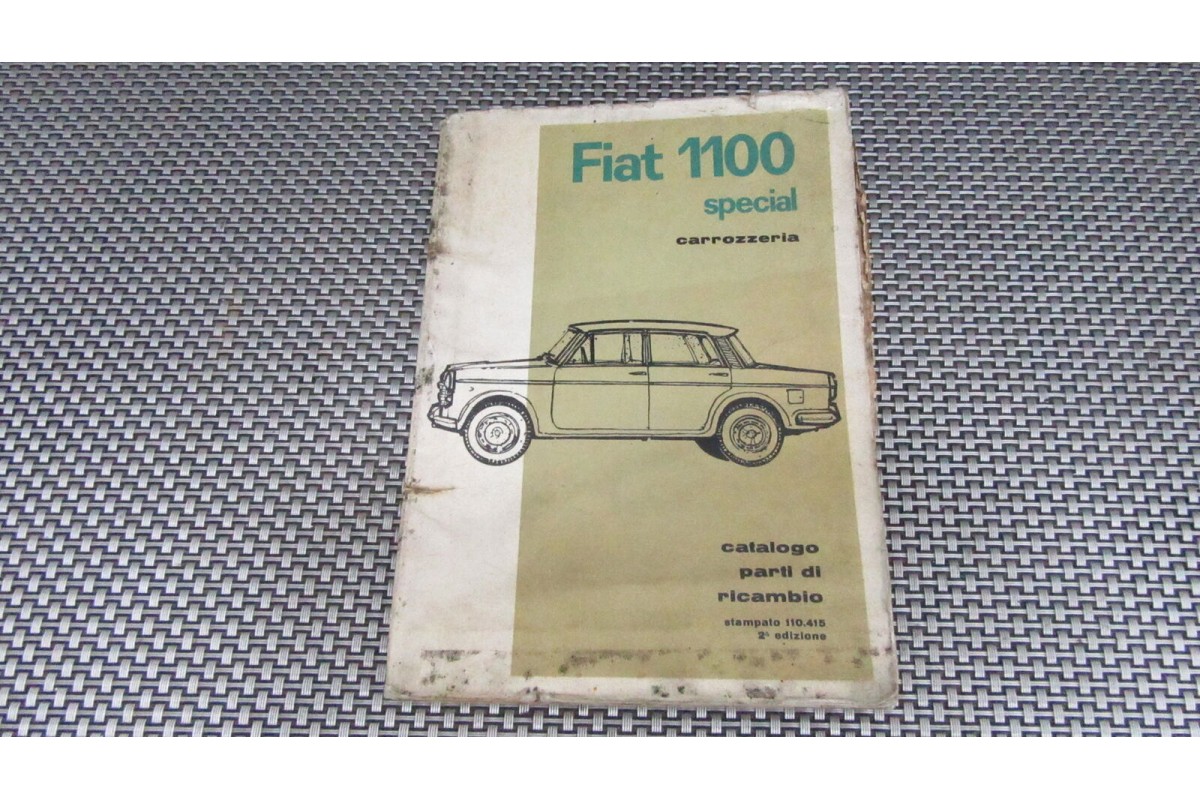 Fiat 1100
special
carrozzeria
catalogo
parti di
ricambio
stampato 110.415
2ª edizione